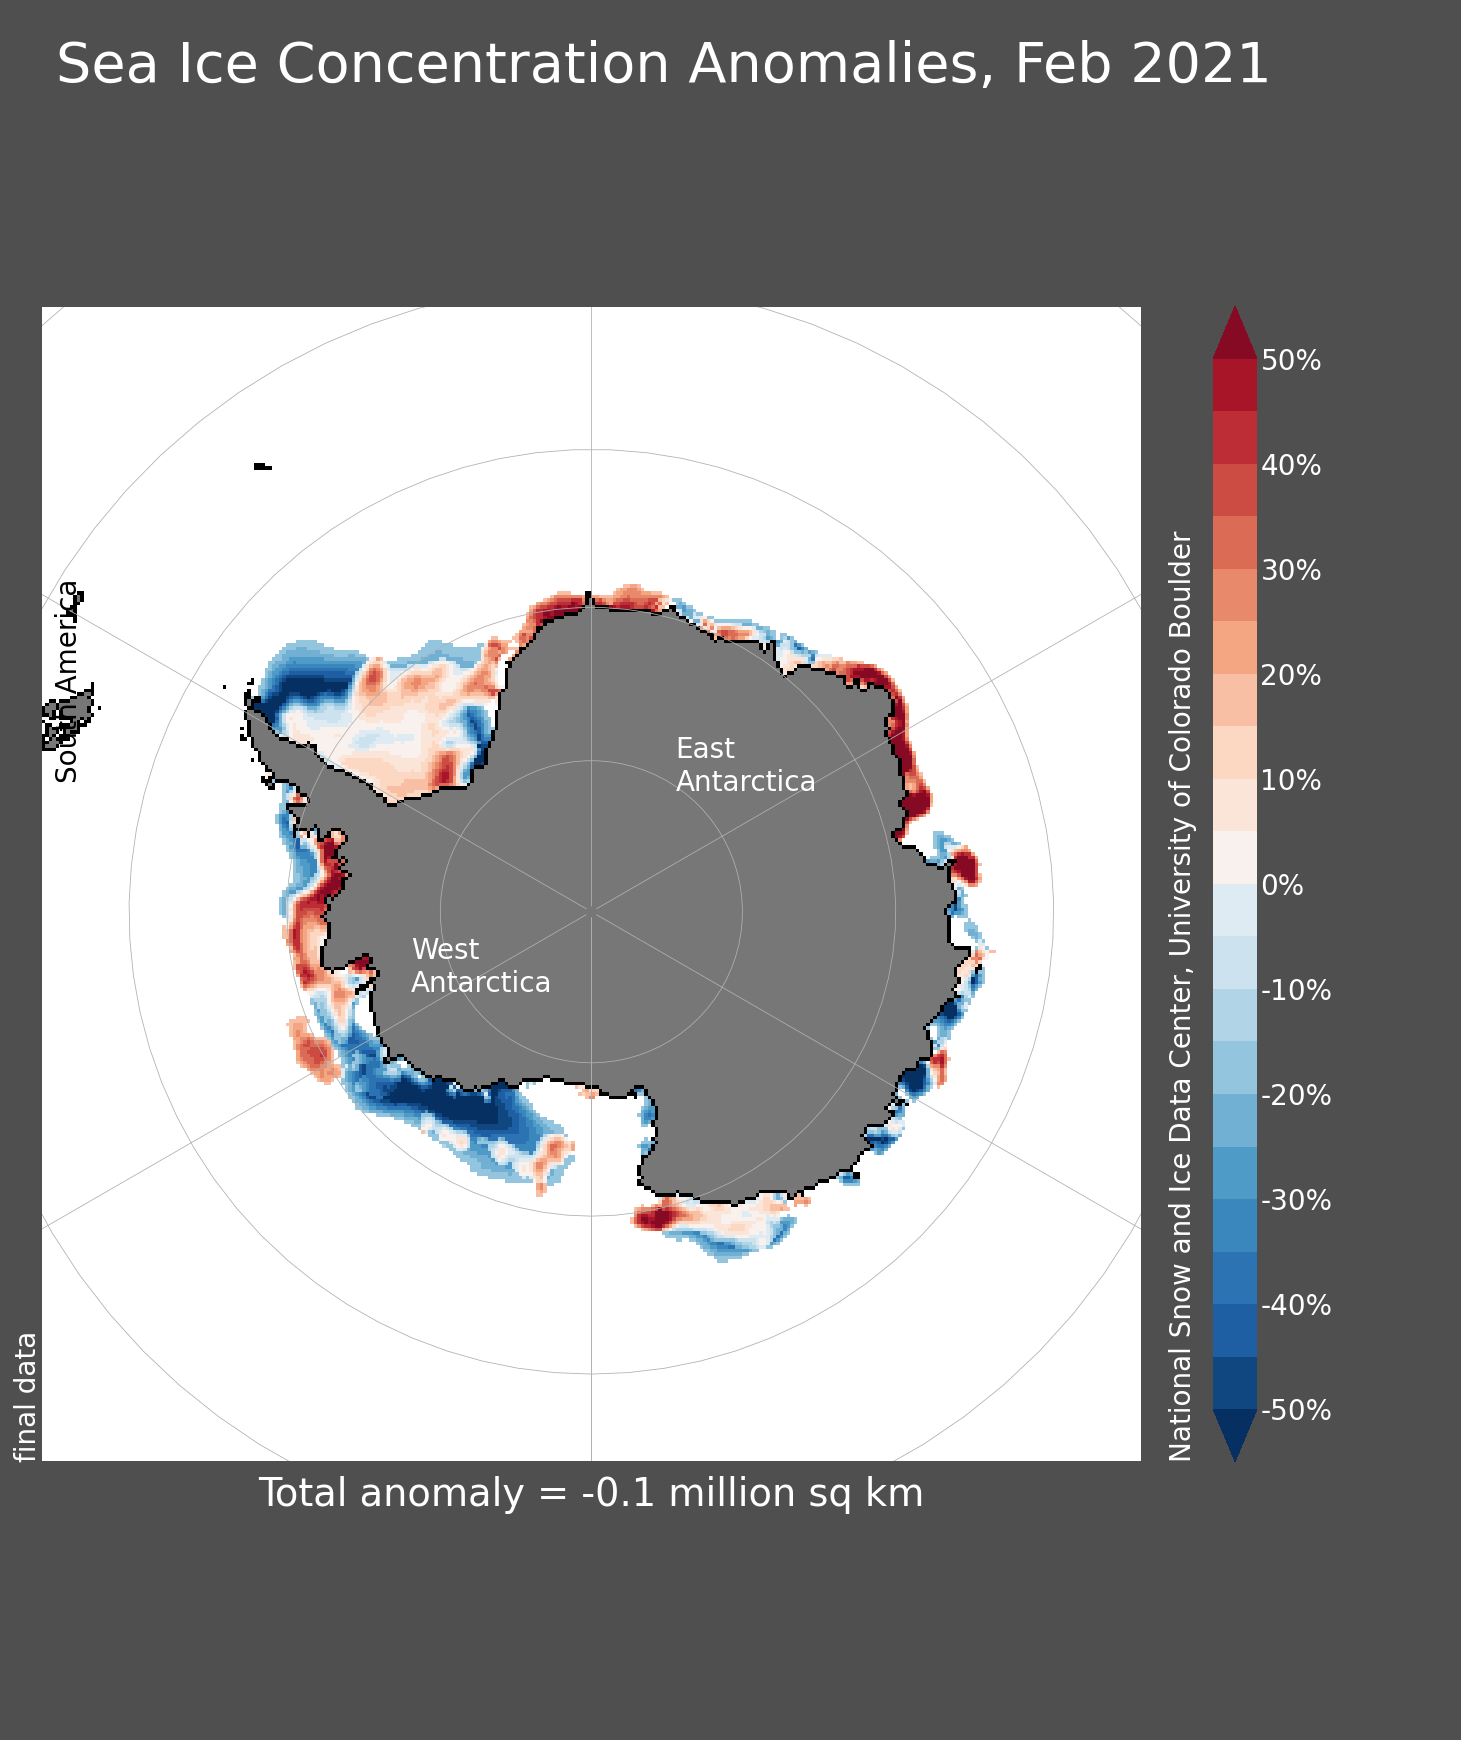 Sea Ice Concentration Anomalies, Feb 2021
South America
East
Antarctica
West
Antarctica
final data
National Snow and Ice Data Center, University of Colorado Boulder
50%
40%
30%
20%
10%
0%
-10%
-20%
-30%
-40%
-50%
Total anomaly = -0.1 million sq km